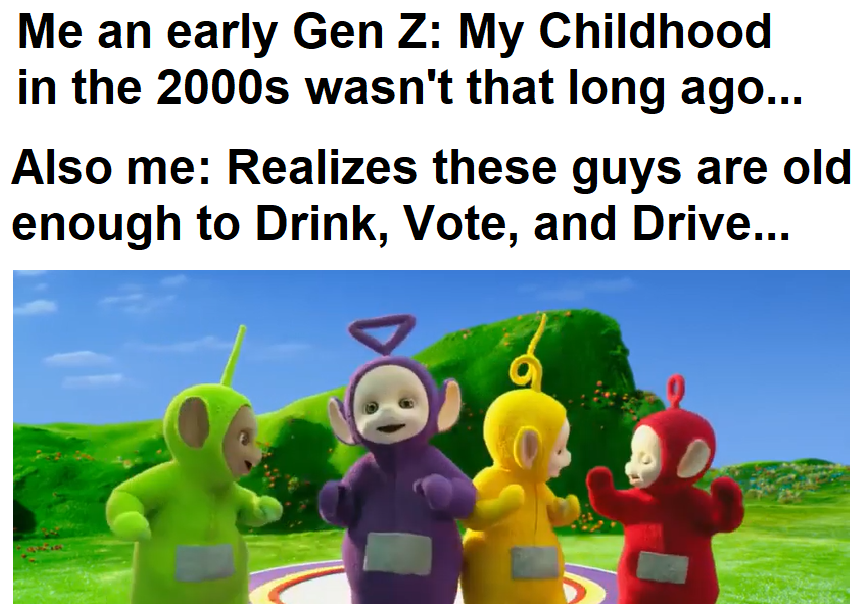 Me an early Gen Z: My Childhood
in the 2000s wasn't that long ago...
Also me: Realizes these guys are old
enough to Drink, Vote, and Drive...